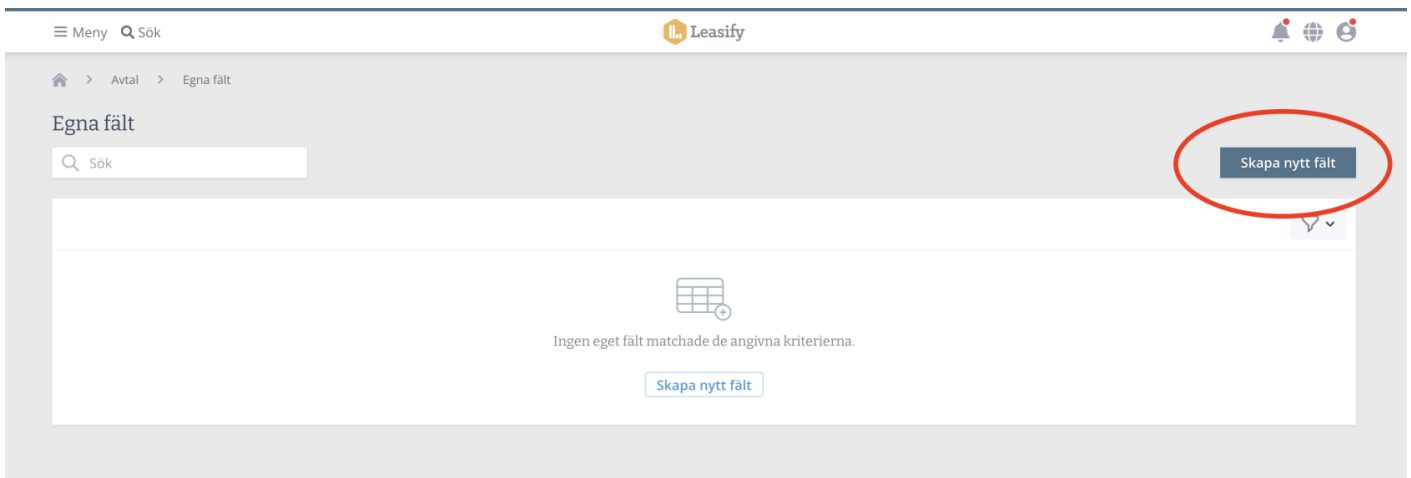 Meny Sök Leasify
Avtal Egna fält
Egna fält
Sök
Skapa nytt fält
Ingen eget fält matchade de angivna kriterierna.
Skapa nytt fält